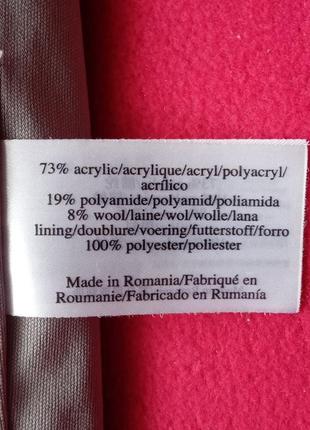 73% acrylic/acrylique/acryl/polyacryl/
acrílico
19% polyamide/polyamid/poliamida
8% wool/laine/wol/wolle/lana
lining/doublure/voering/futterstoff/forro
100% polyester/poliester
Made in Romania/Fabriqué en
Roumanie/Fabricado en Rumanía